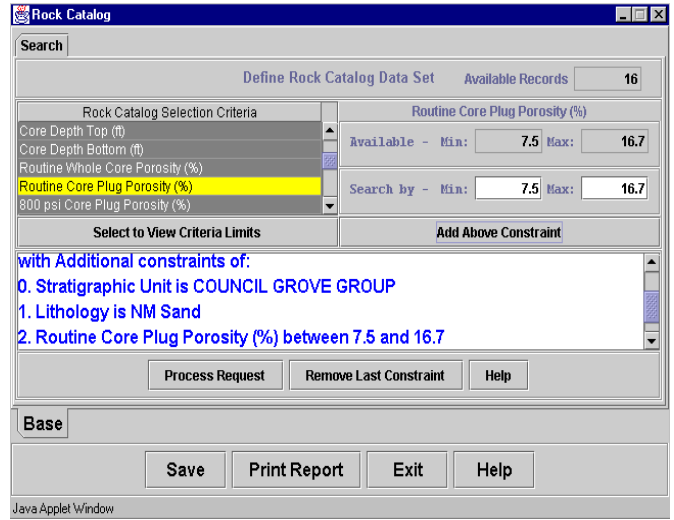 Rock Catalog
Search
Define Rock Catalog Data Set Available Records 16
Rock Catalog Selection Criteria
Routine Core Plug Porosity (%)
Core Depth Top (ft)
Core Depth Bottom (ft)
Routine Whole Core Porosity (%)
Routine Core Plug Porosity (%)
800 psi Core Plug Porosity (%)
Available - Min: 7.5 Max: 16.7
Search by - Min: 7.5 Max: 16.7
Select to View Criteria Limits
Add Above Constraint
with Additional constraints of:
0. Stratigraphic Unit is COUNCIL GROVE GROUP
1. Lithology is NM Sand
2. Routine Core Plug Porosity (%) between 7.5 and 16.7
Process Request Remove Last Constraint Help
Base
Save Print Report Exit Help
Java Applet Window